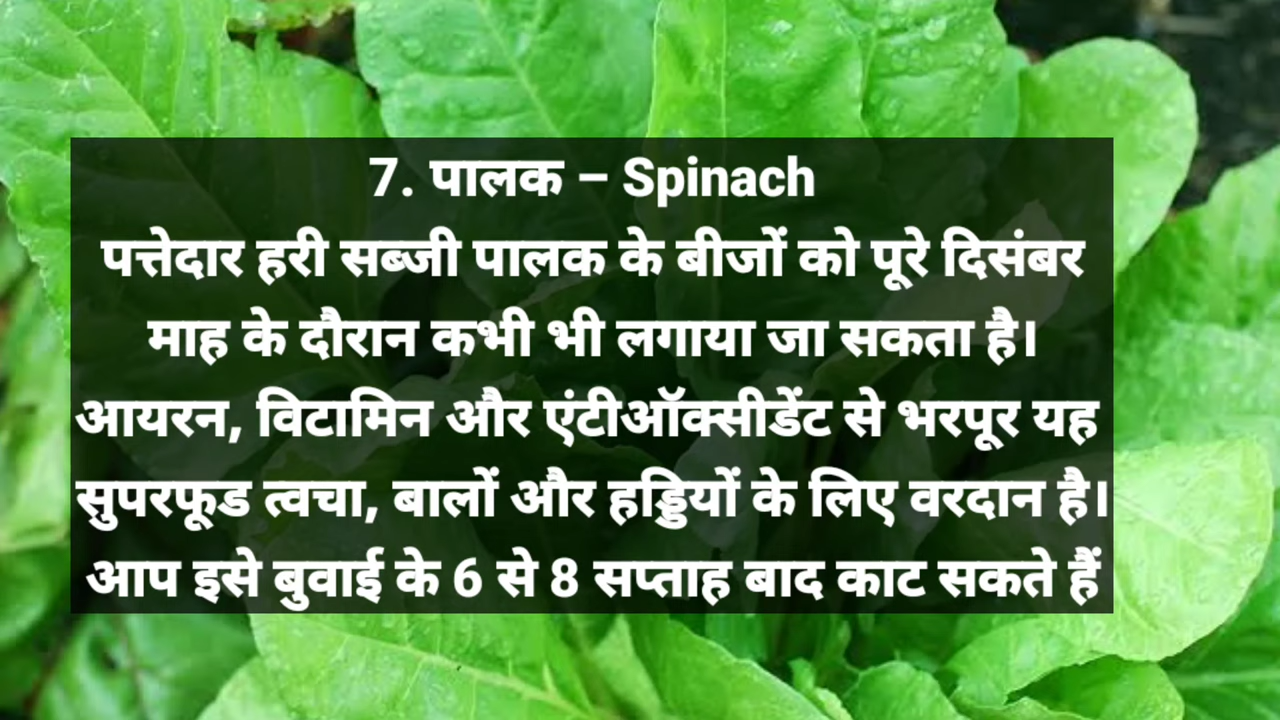 7. पालक – Spinach
पत्तेदार हरी सब्जी पालक के बीजों को पूरे दिसंबर
माह के दौरान कभी भी लगाया जा सकता है।
आयरन, विटामिन और एंटीऑक्सीडेंट से भरपूर यह
सुपरफूड त्वचा, बालों और हड्डियों के लिए वरदान है।
आप इसे बुवाई के 6 से 8 सप्ताह बाद काट सकते हैं